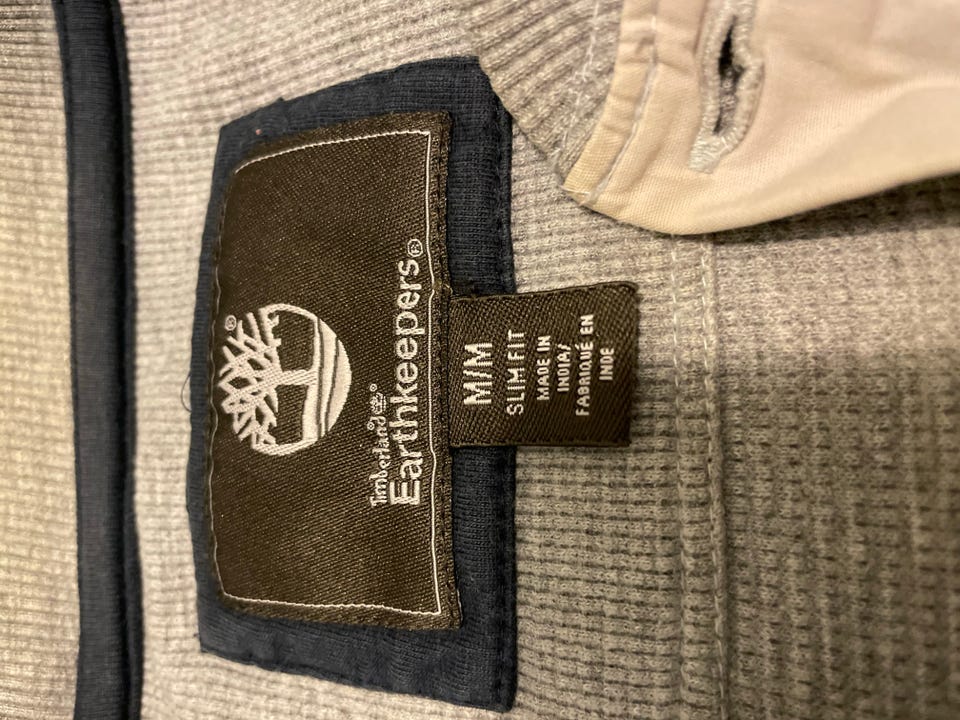 ®
Timberland®
Earthkeepers®
M/M
SLIM FIT
MADE IN
INDIA/
FABRIQUÉ EN
INDE